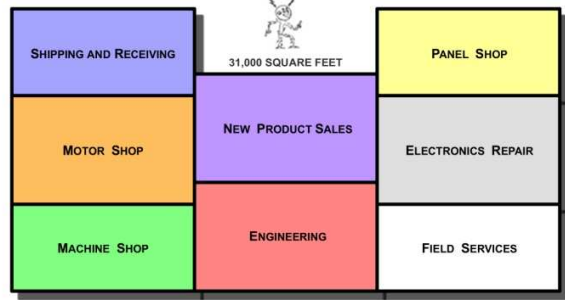 SHIPPING AND RECEIVING
31,000 SQUARE FEET
PANEL SHOP
NEW PRODUCT SALES
MOTOR SHOP
ELECTRONICS REPAIR
ENGINEERING
MACHINE SHOP
FIELD SERVICES